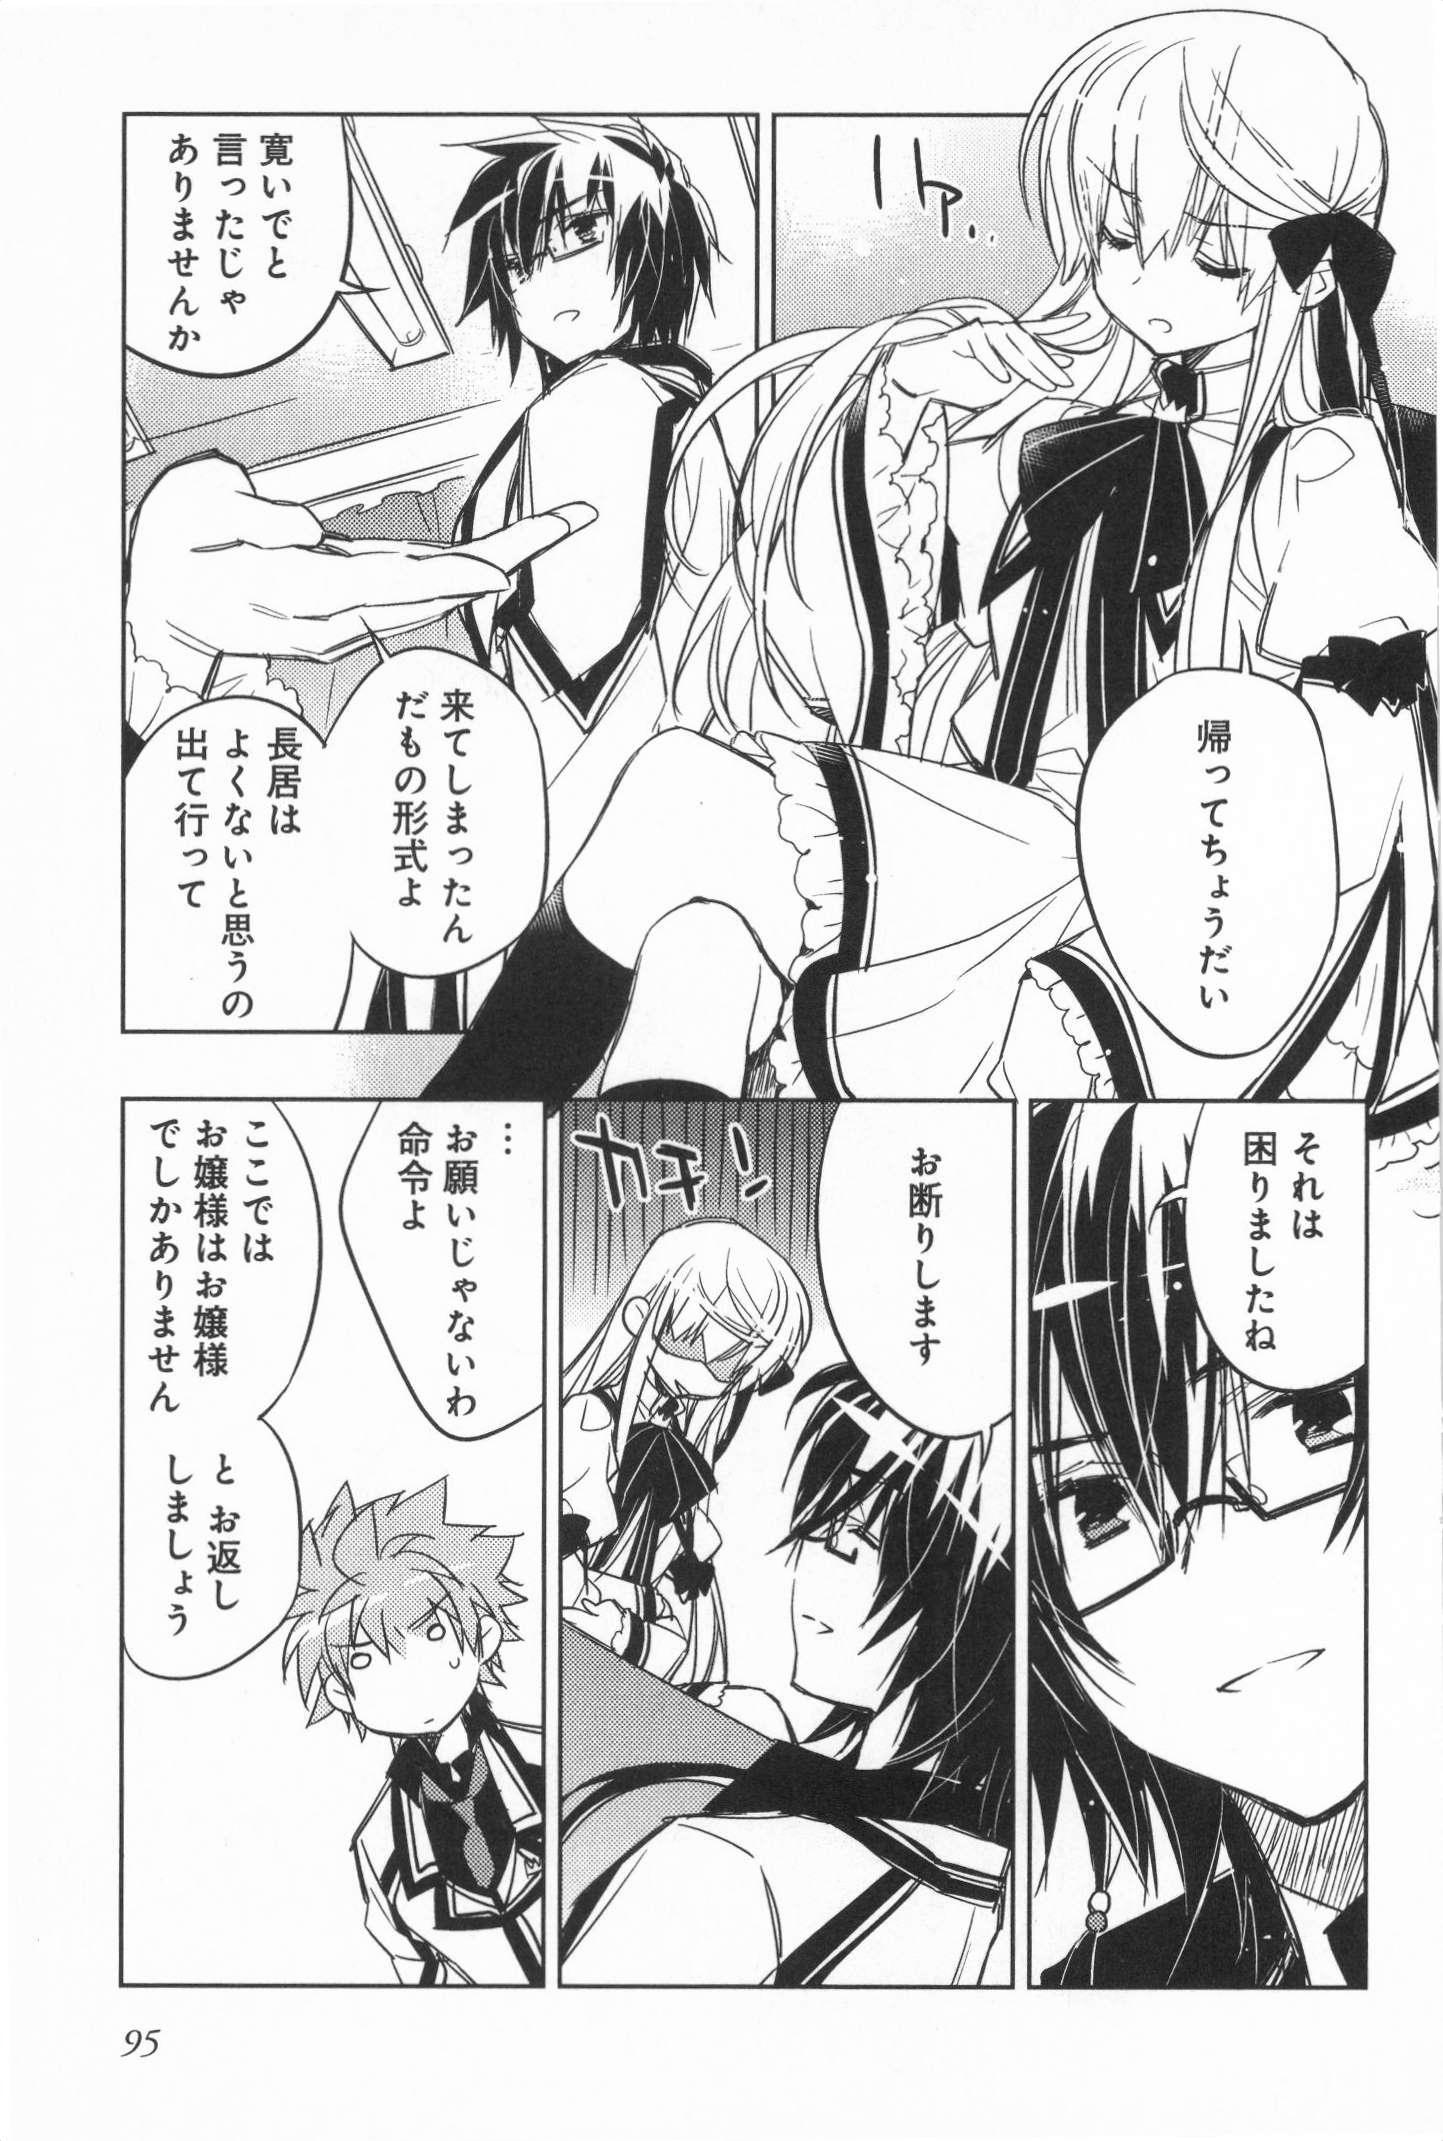 ﾊｧ…
帰ってちょうだい
寛いでと
言ったじゃ
ありませんか
来てしまったん
だもの形式よ
長居は
よくないと思うの
出て行って
それは
困りましたね
お断りします
カチン
…
お願いじゃないわ
命令よ
ここでは
お嬢様はお嬢様
でしかありません
と お返し
しましょう
95